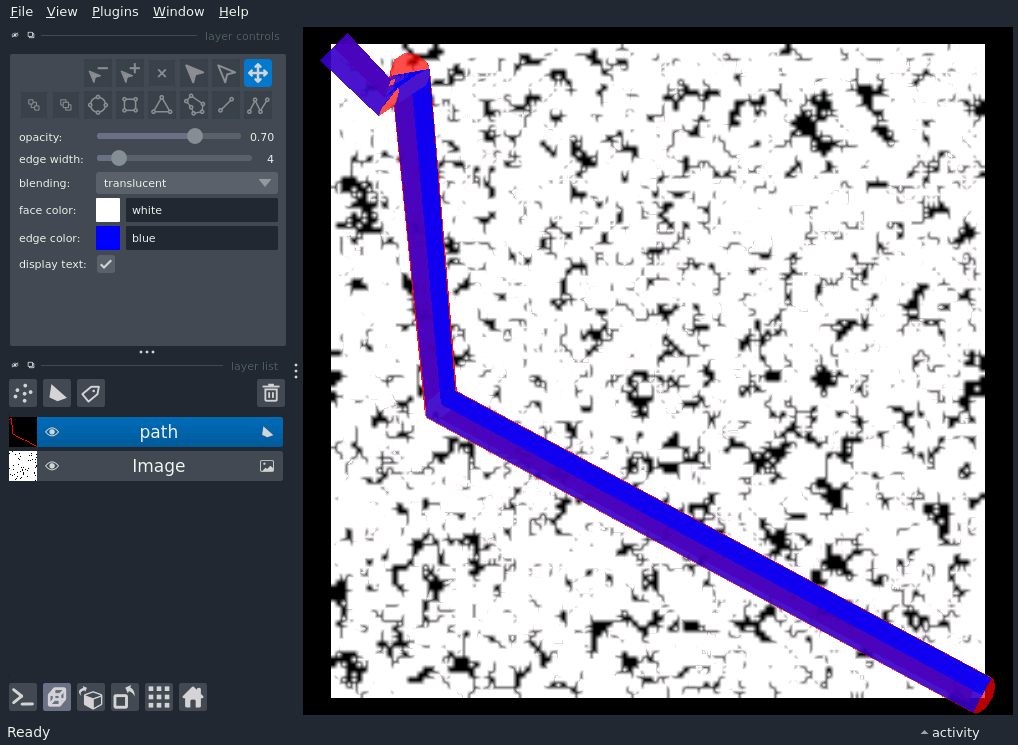 File View Plugins Window Help
layer controls
opacity: 0.70
edge width: 4
blending: translucent
face color: white
edge color: blue
display text:
layer list
path
Image
Ready
activity